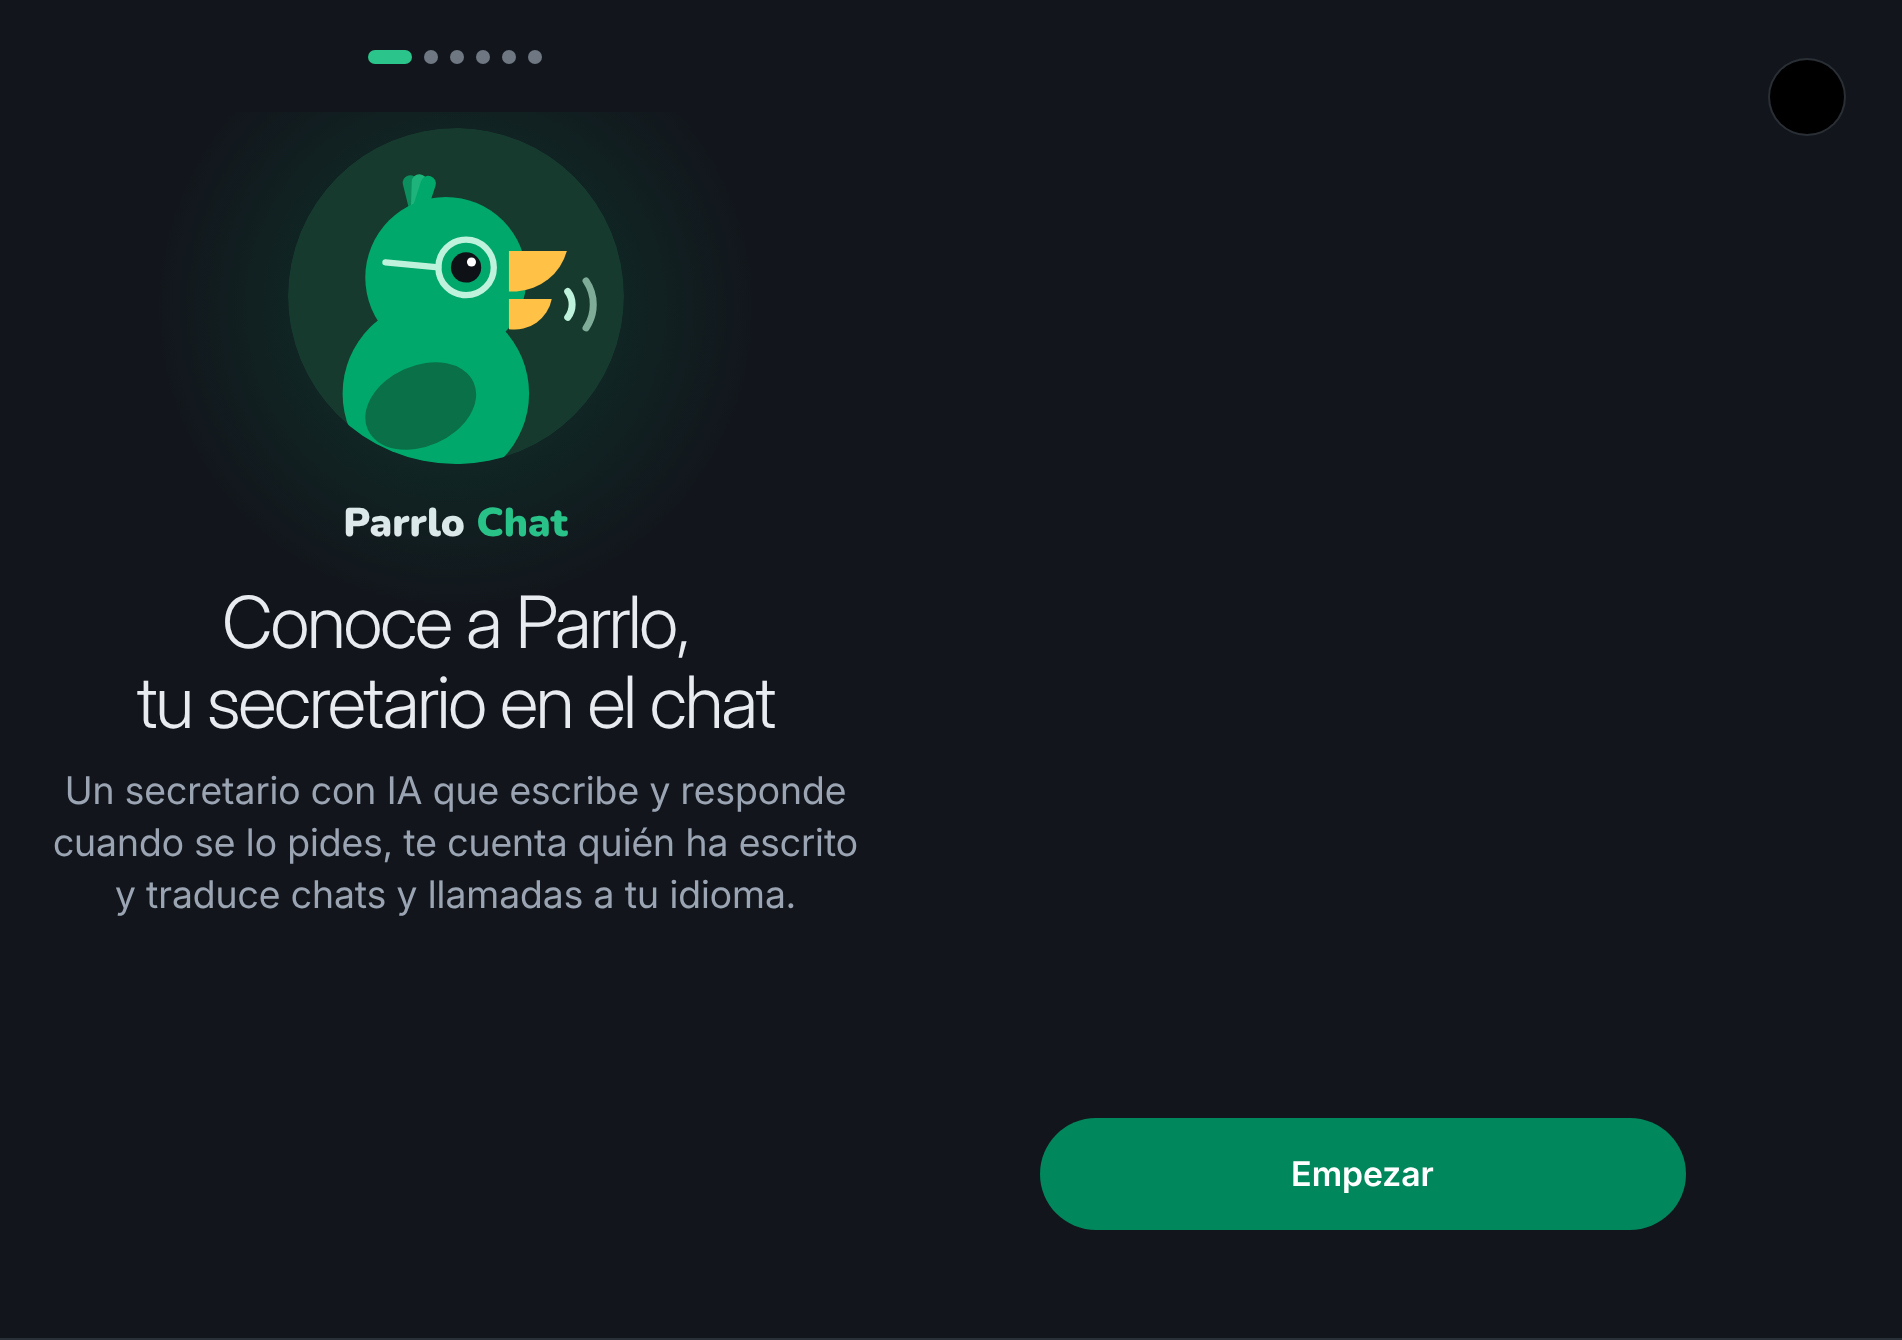 Parrlo Chat
Conoce a Parrlo,
tu secretario en el chat
Un secretario con IA que escribe y responde
cuando se lo pides, te cuenta quién ha escrito
y traduce chats y llamadas a tu idioma.
Empezar